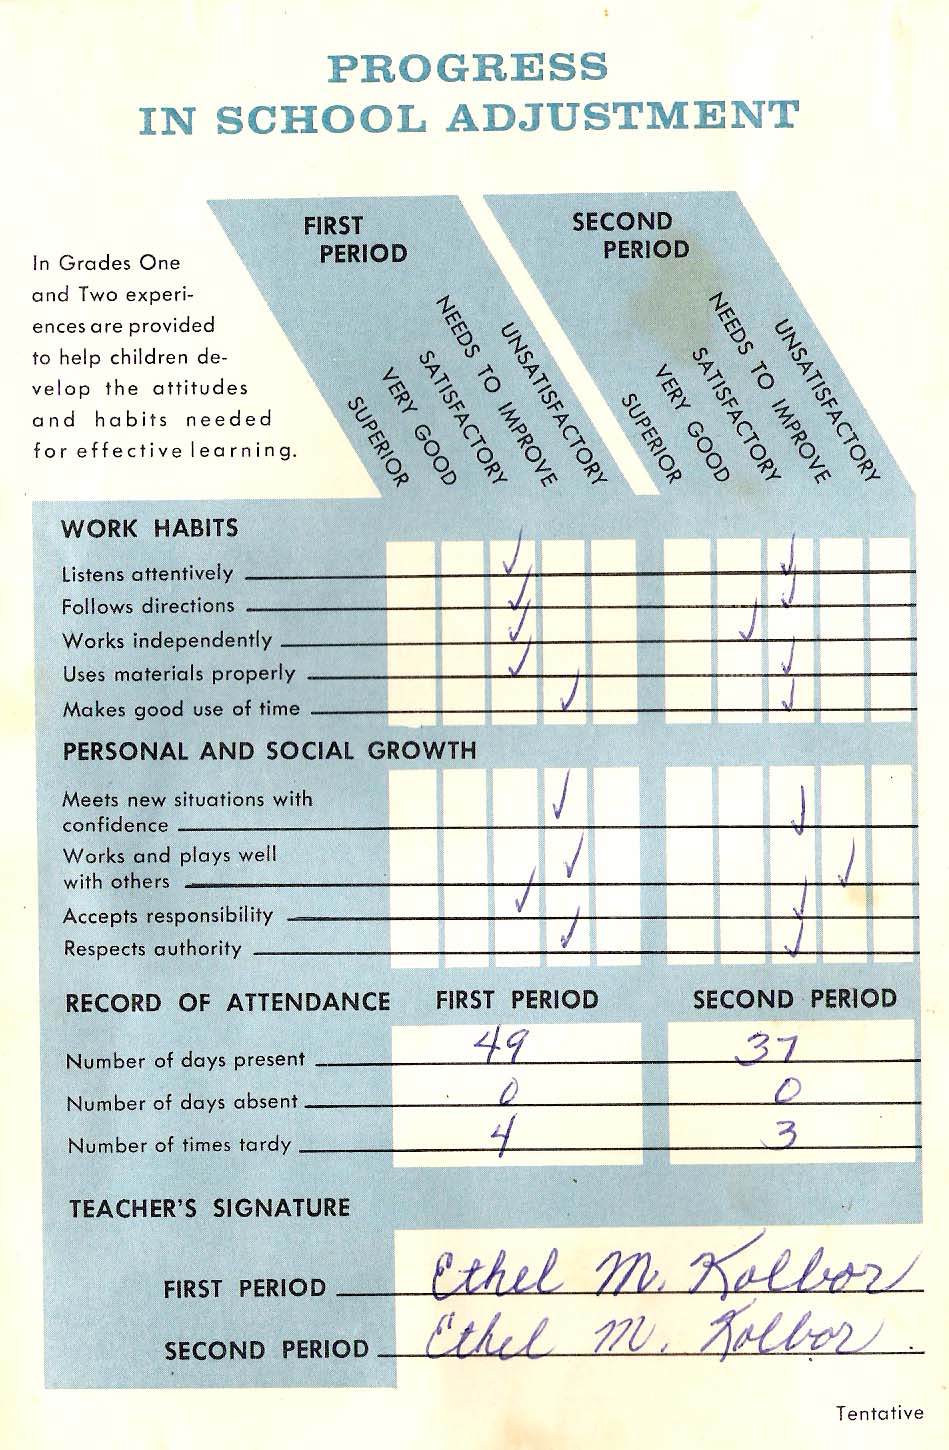 PROGRESS
IN SCHOOL ADJUSTMENT
In Grades One
and Two experi-
ences are provided
to help children de-
velop the attitudes
and habits needed
for effective learning.
FIRST
PERIOD
SUPERIOR
VERY GOOD
SATISFACTORY
NEEDS TO IMPROVE
UNSATISFACTORY
SECOND
PERIOD
SUPERIOR
VERY GOOD
SATISFACTORY
NEEDS TO IMPROVE
UNSATISFACTORY
WORK HABITS
Listens attentively ✓ ✓
Follows directions ✓ ✓
Works independently ✓ ✓
Uses materials properly ✓ ✓
Makes good use of time ✓ ✓
PERSONAL AND SOCIAL GROWTH
Meets new situations with
confidence ✓ ✓
Works and plays well
with others ✓ ✓
Accepts responsibility ✓ ✓
Respects authority ✓ ✓
RECORD OF ATTENDANCE FIRST PERIOD SECOND PERIOD
Number of days present 49 37
Number of days absent 0 0
Number of times tardy 4 3
TEACHER'S SIGNATURE
FIRST PERIOD Ethel M. Kolbor
SECOND PERIOD Ethel M. Kolbor
Tentative